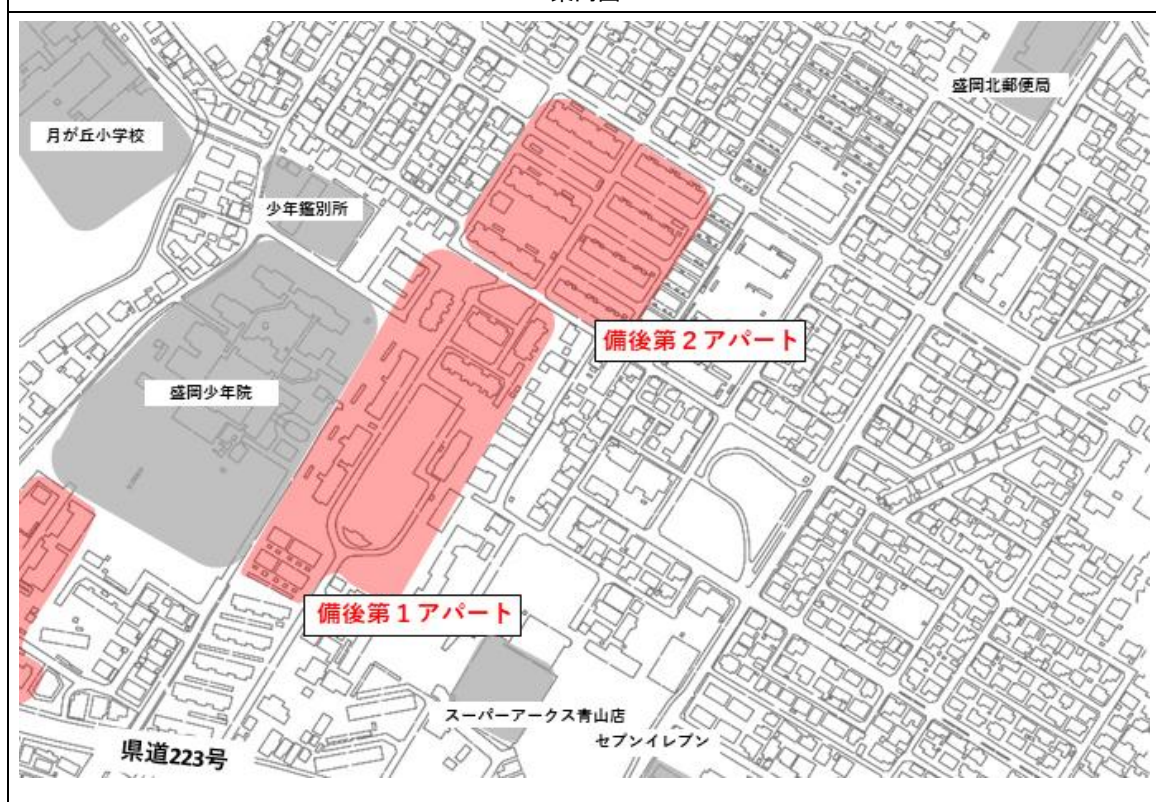 月が丘小学校
盛岡北郵便局
少年鑑別所
備後第２アパート
盛岡少年院
備後第１アパート
スーパーアークス青山店
セブンイレブン
県道223号